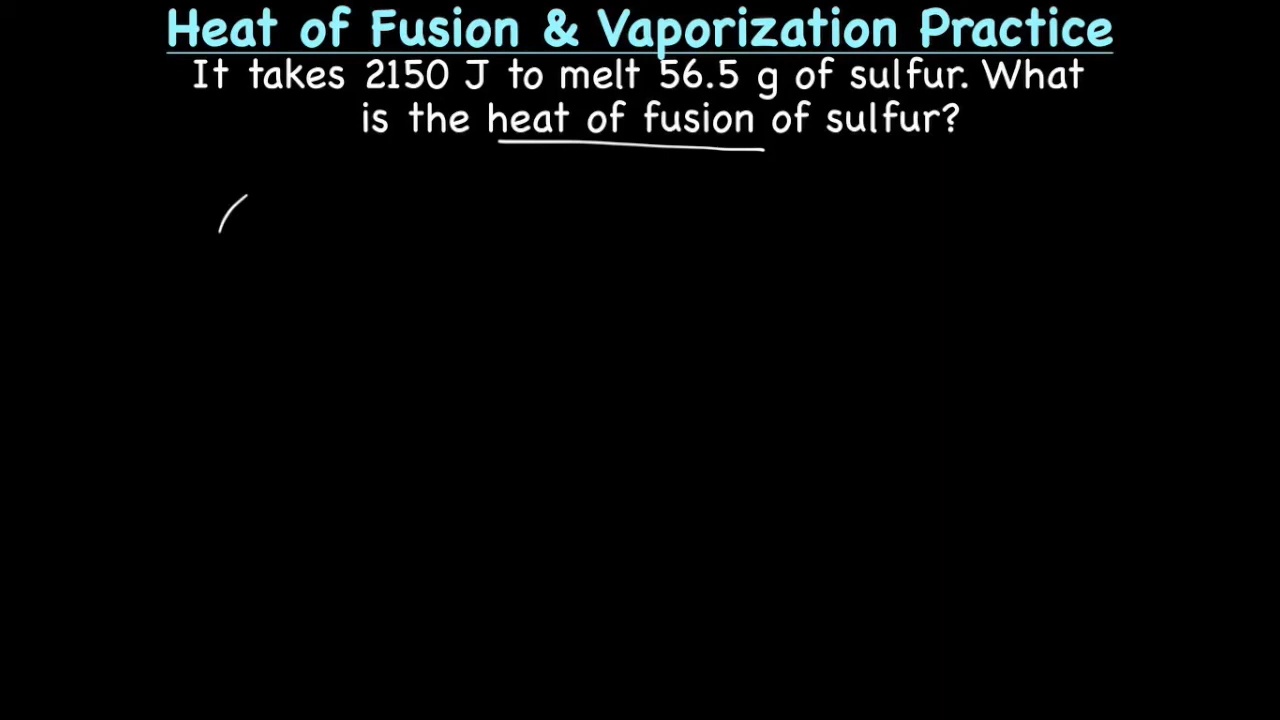 Heat of Fusion & Vaporization Practice
It takes 2150 J to melt 56.5 g of sulfur. What
is the heat of fusion of sulfur?